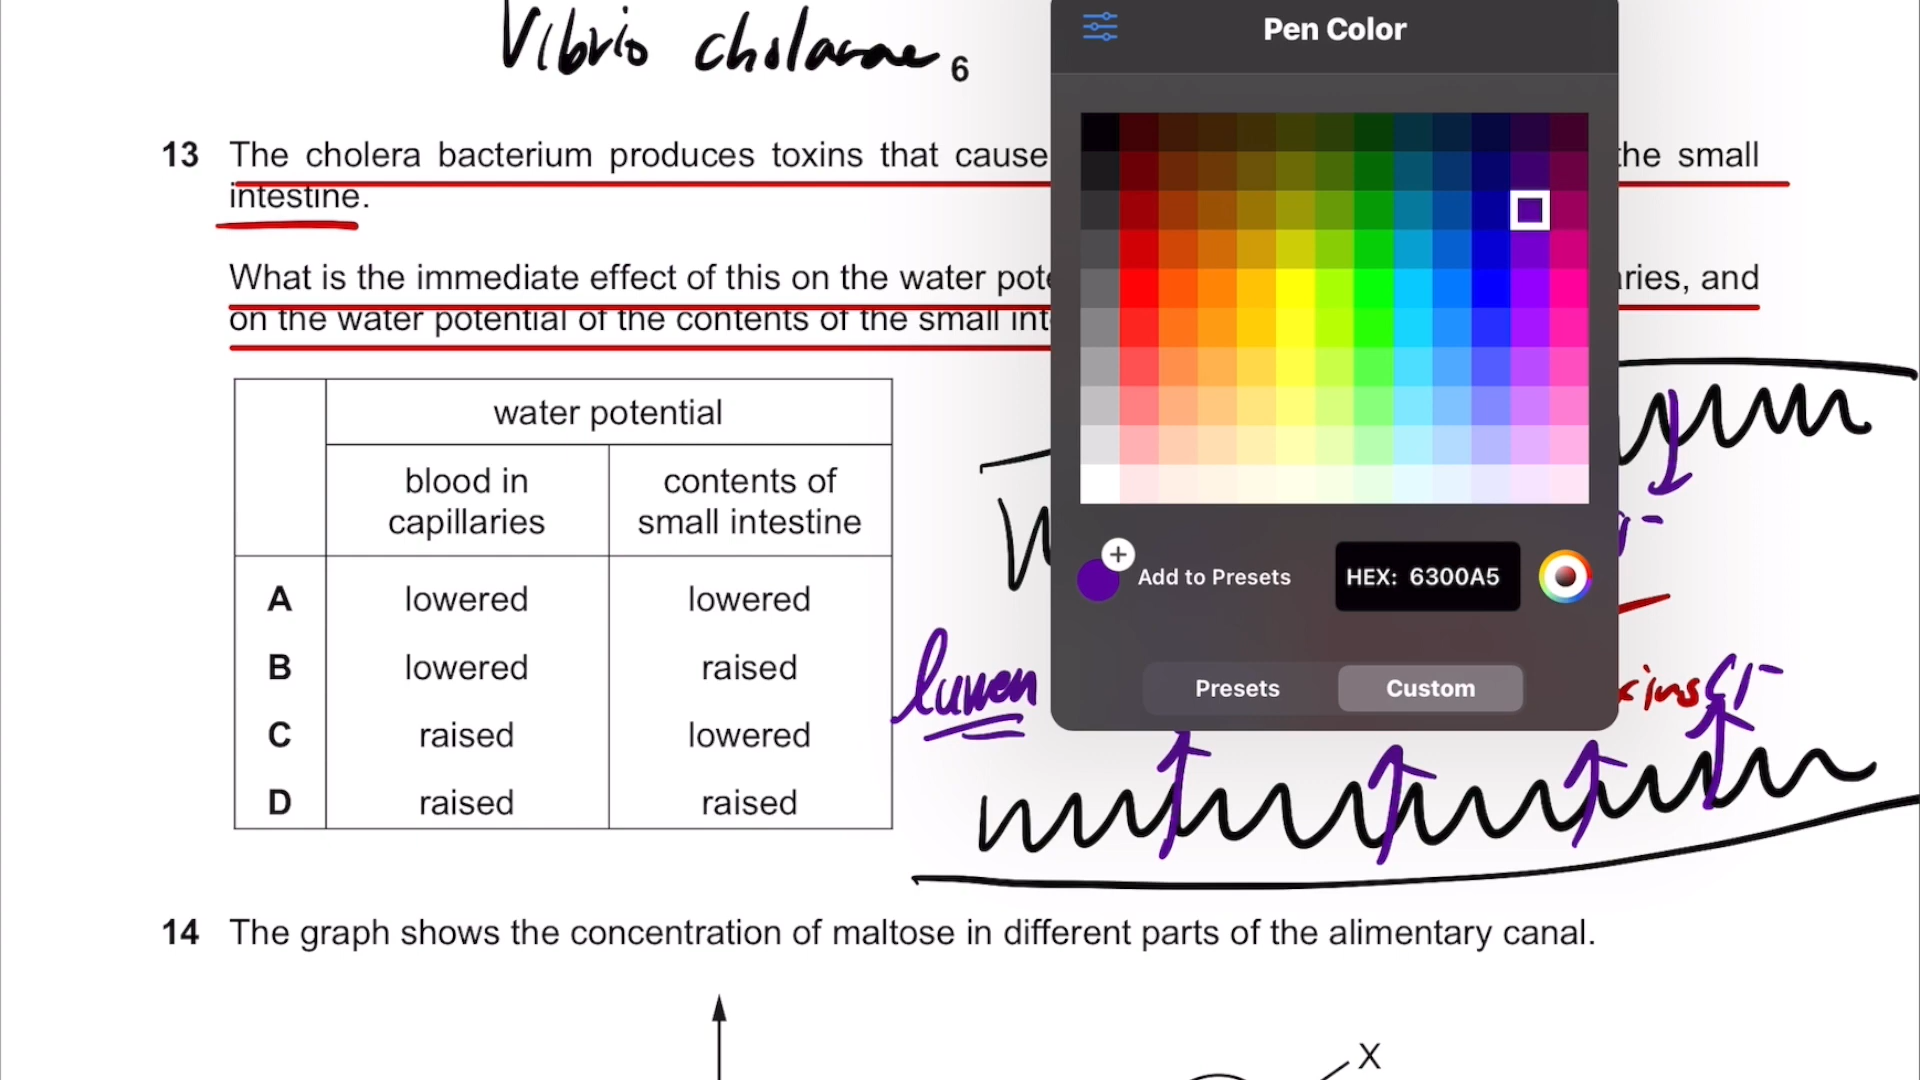 Vibrio cholarae
6
Pen Color
13 The cholera bacterium produces toxins that cause the small
intestine.
What is the immediate effect of this on the water and
on the water potential of the contents of the small
water potential
blood in capillaries
contents of small intestine
A lowered lowered
B lowered raised
C raised lowered
D raised raised
Add to Presets
HEX: 6300A5
Presets
Custom
lumen
Cl-
14 The graph shows the concentration of maltose in different parts of the alimentary canal.
X